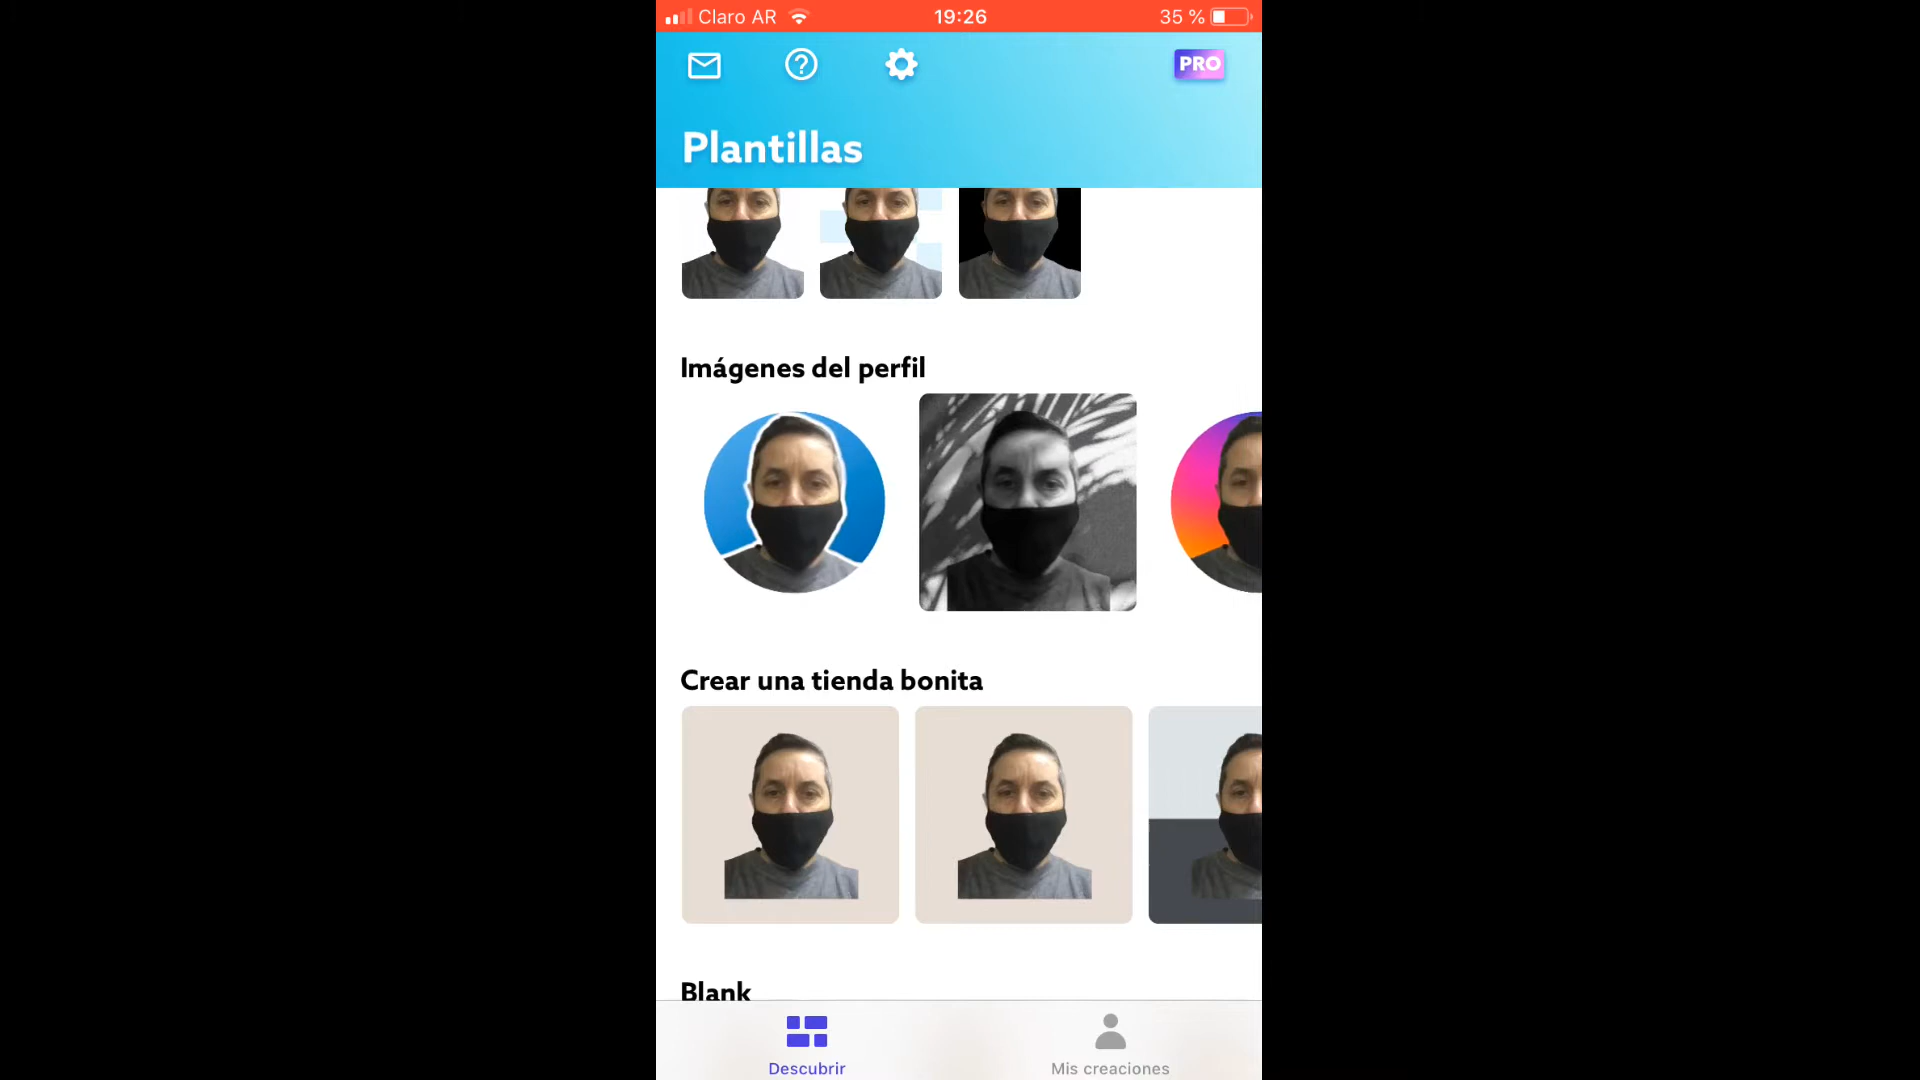 Claro AR
19:26
35 %
PRO
Plantillas
Imágenes del perfil
Crear una tienda bonita
Blank
Descubrir
Mis creaciones